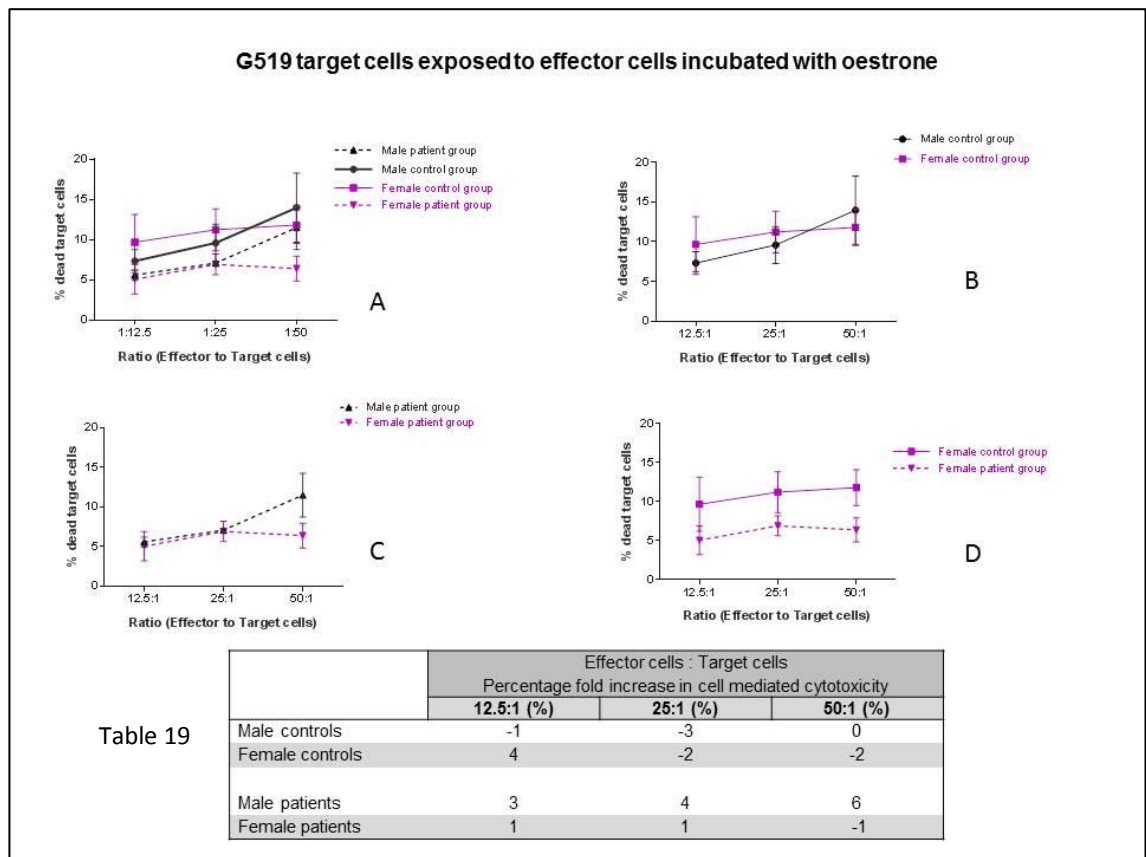 G519 target cells exposed to effector cells incubated with oestrone
% dead target cells
20
15
10
5
0
1:12.5 1:25 1:50
Ratio (Effector to Target cells)
Male patient group
Male control group
Female control group
Female patient group
A
% dead target cells
20
15
10
5
0
12.5:1 25:1 50:1
Ratio (Effector to Target cells)
Male control group
Female control group
B
% dead target cells
20
15
10
5
0
12.5:1 25:1 50:1
Ratio (Effector to Target cells)
Male patient group
Female patient group
C
% dead target cells
20
15
10
5
0
12.5:1 25:1 50:1
Ratio (Effector to Target cells)
Female control group
Female patient group
D
Table 19
Effector cells : Target cells
Percentage fold increase in cell mediated cytotoxicity
12.5:1 (%) 25:1 (%) 50:1 (%)
Male controls -1 -3 0
Female controls 4 -2 -2
Male patients 3 4 6
Female patients 1 1 -1